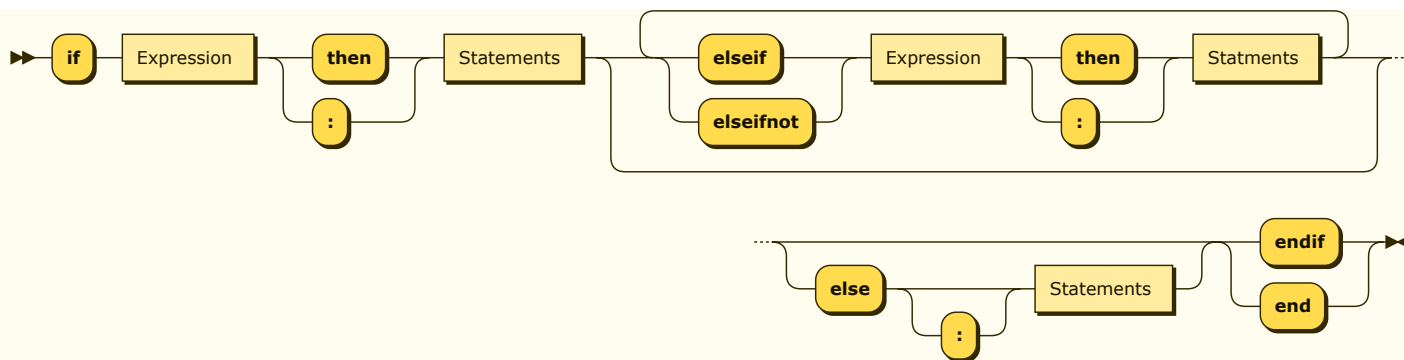 if Expression then Statements elseif Expression then Statments
: elseifnot :
endif
else Statements end
: